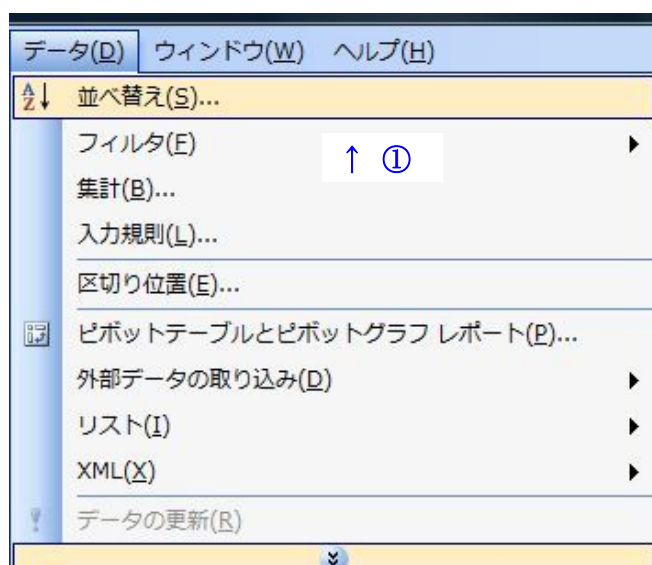 データ(D) ウィンドウ(W) ヘルプ(H)
並べ替え(S)...
フィルタ(F)
↑ ①
集計(B)...
入力規則(L)...
区切り位置(E)...
ピボットテーブルとピボットグラフ レポート(P)...
外部データの取り込み(D)
リスト(I)
XML(X)
データの更新(R)